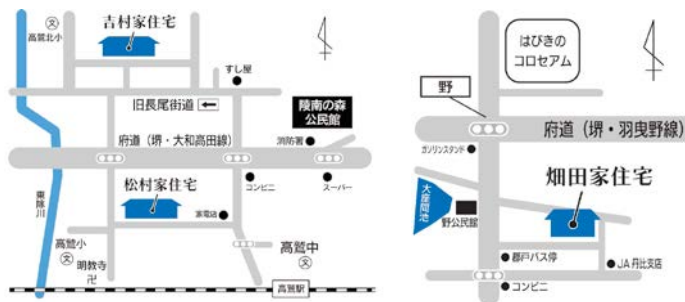 吉村家住宅
文
高鷲北小
すし屋
旧長尾街道
陵南の森
公民館
府道（堺・大和高田線）
消防署
松村家住宅
コンビニ
スーパー
東除川
家電店
高鷲小
文
明教寺
卍
高鷲中
文
高鷲駅
はびきの
コロセアム
野
府道（堺・羽曳野線）
ガソリンスタンド
畑田家住宅
大座間池
野公民館
郡戸バス停
JA丹比支店
コンビニ